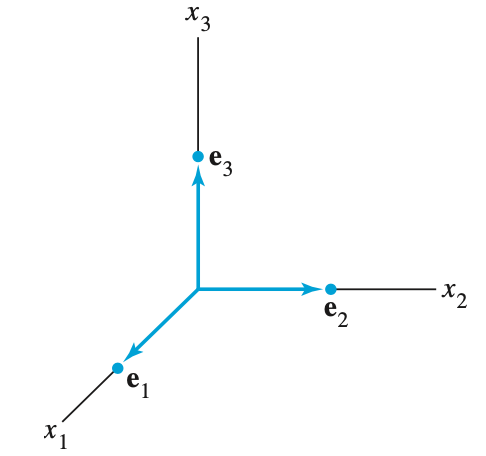 x₃
e₃
x₂
e₂
e₁
x₁